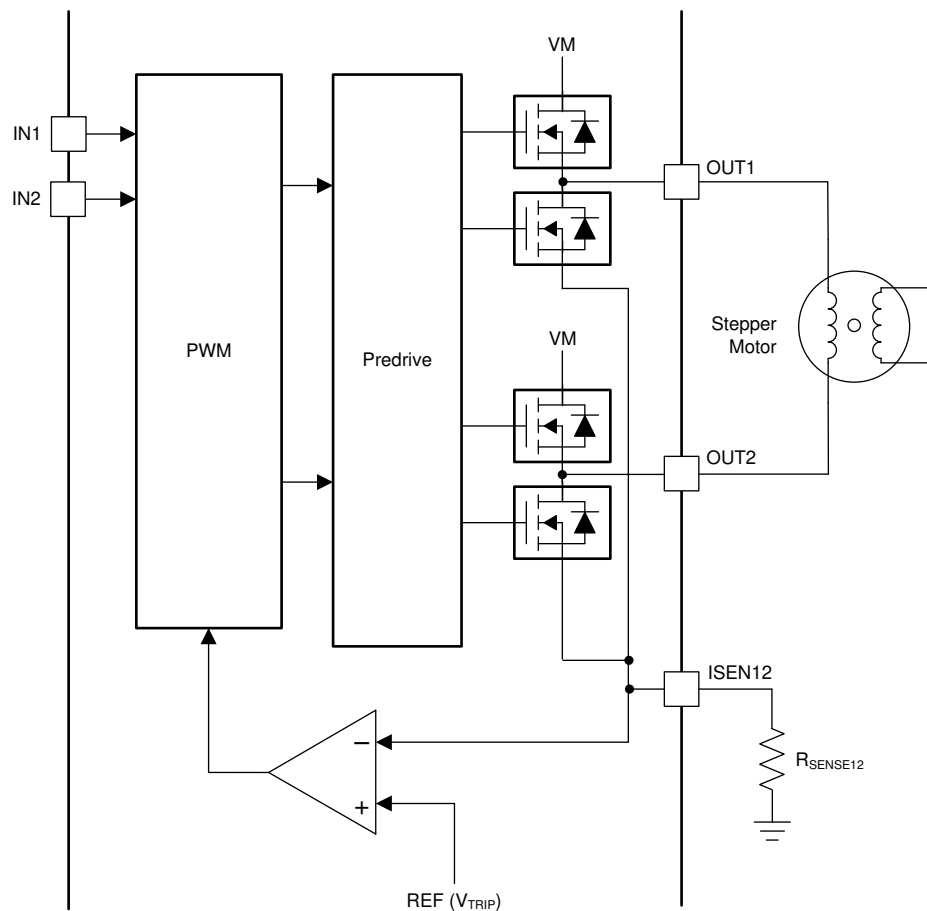 VM
IN1
IN2
OUT1
PWM
Predrive
Stepper
Motor
VM
OUT2
ISEN12
−
+
RSENSE12
REF (VTRIP)